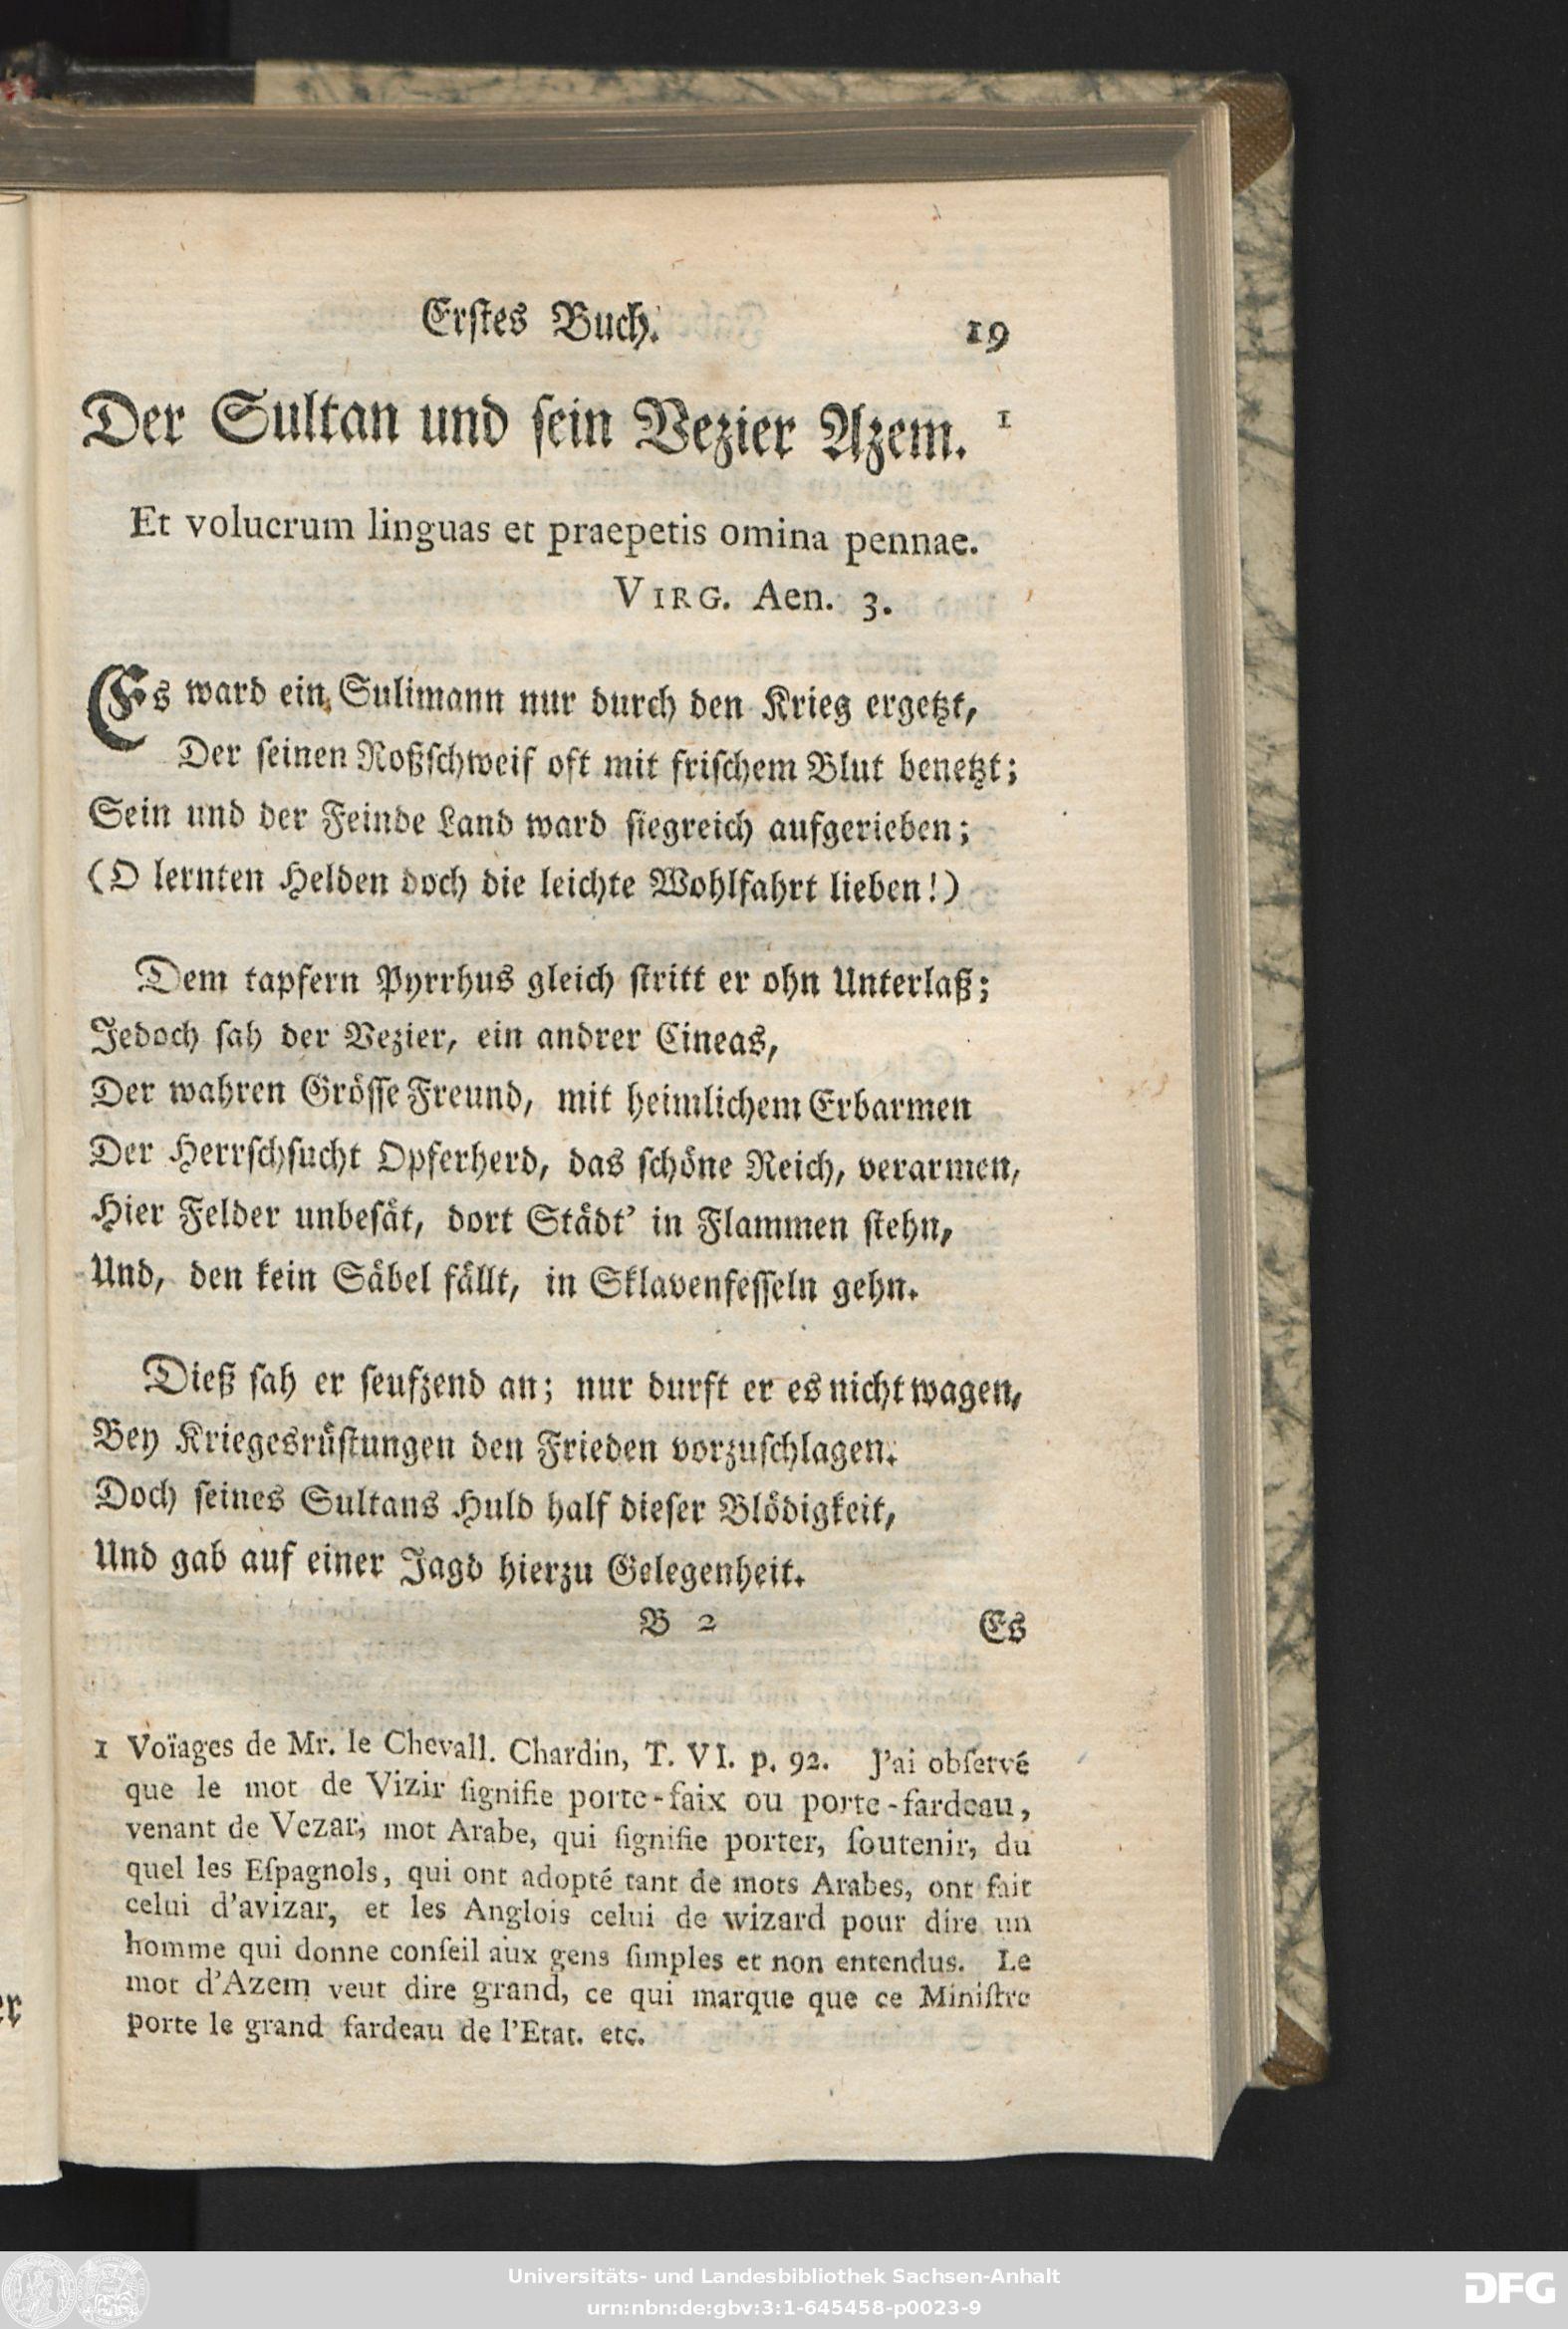 Erſtes Buch. 19
Der Sultan und ſein Vezier Azem. 1
Et volucrum linguas et praepetis omina pennae.
VIRG. Aen. 3.
Es ward ein Sulimann nur durch den Krieg ergetzt,
Der ſeinen Roßſchweif oft mit friſchem Blut benetzt;
Sein und der Feinde Land ward ſiegreich aufgerieben;
(O lernten Helden doch die leichte Wohlfahrt lieben!)
Dem tapfern Pyrrhus gleich ſtritt er ohn Unterlaß;
Jedoch ſah der Vezier, ein andrer Cineas,
Der wahren Gröſſe Freund, mit heimlichem Erbarmen
Der Herrſchſucht Opferherd, das ſchöne Reich, verarmen,
Hier Felder unbeſät, dort Städt' in Flammen ſtehn,
Und, den kein Säbel fällt, in Sklavenfeſſeln gehn.
Dieß ſah er ſeufzend an; nur durft er es nicht wagen,
Bey Kriegesrüſtungen den Frieden vorzuſchlagen.
Doch ſeines Sultans Huld half dieſer Blödigkeit,
Und gab auf einer Jagd hierzu Gelegenheit.
B 2 Es
1 Voïages de Mr. le Chevall. Chardin, T. VI. p. 92. J'ai obſervé
que le mot de Vizir ſignifie porte-faix ou porte-fardeau,
venant de Vezar, mot Arabe, qui ſignifie porter, ſoutenir, du
quel les Eſpagnols, qui ont adopté tant de mots Arabes, ont fait
celui d'avizar, et les Anglois celui de wizard pour dire un
homme qui donne conſeil aux gens ſimples et non entendus. Le
mot d'Azem veut dire grand, ce qui marque que ce Miniſtre
porte le grand fardeau de l'Etat. etc.
er
Universitäts- und Landesbibliothek Sachsen-Anhalt
urn:nbn:de:gbv:3:1-645458-p0023-9
DFG